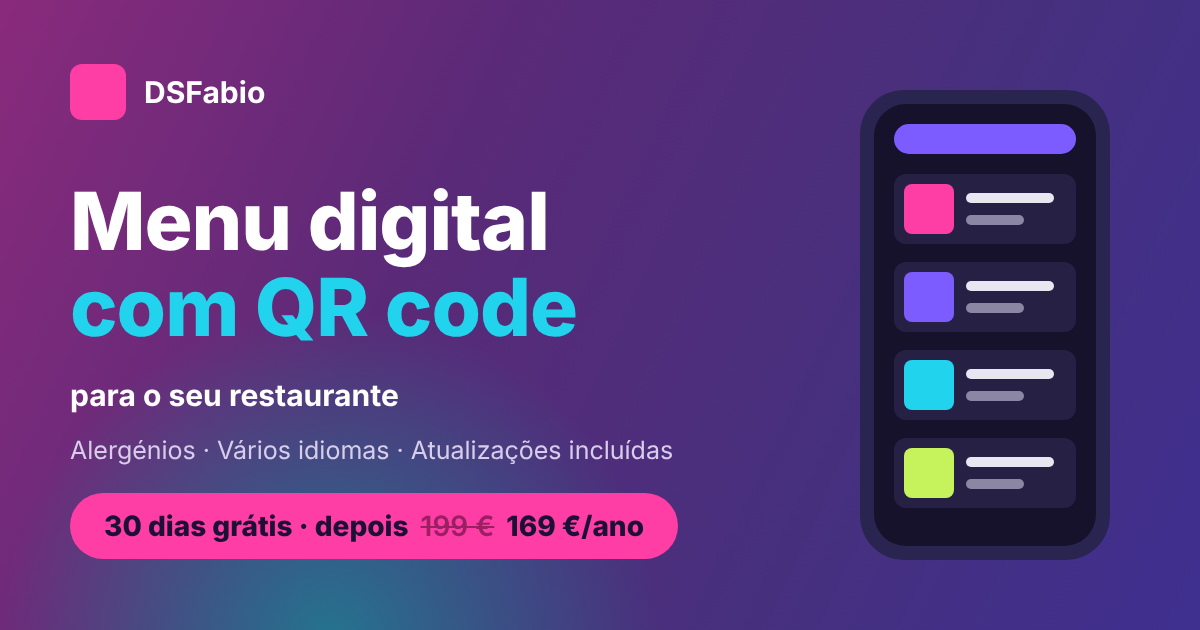 DSFabio
Menu digital
com QR code
para o seu restaurante
Alergénios · Vários idiomas · Atualizações incluídas
30 dias grátis · depois 199 € 169 €/ano